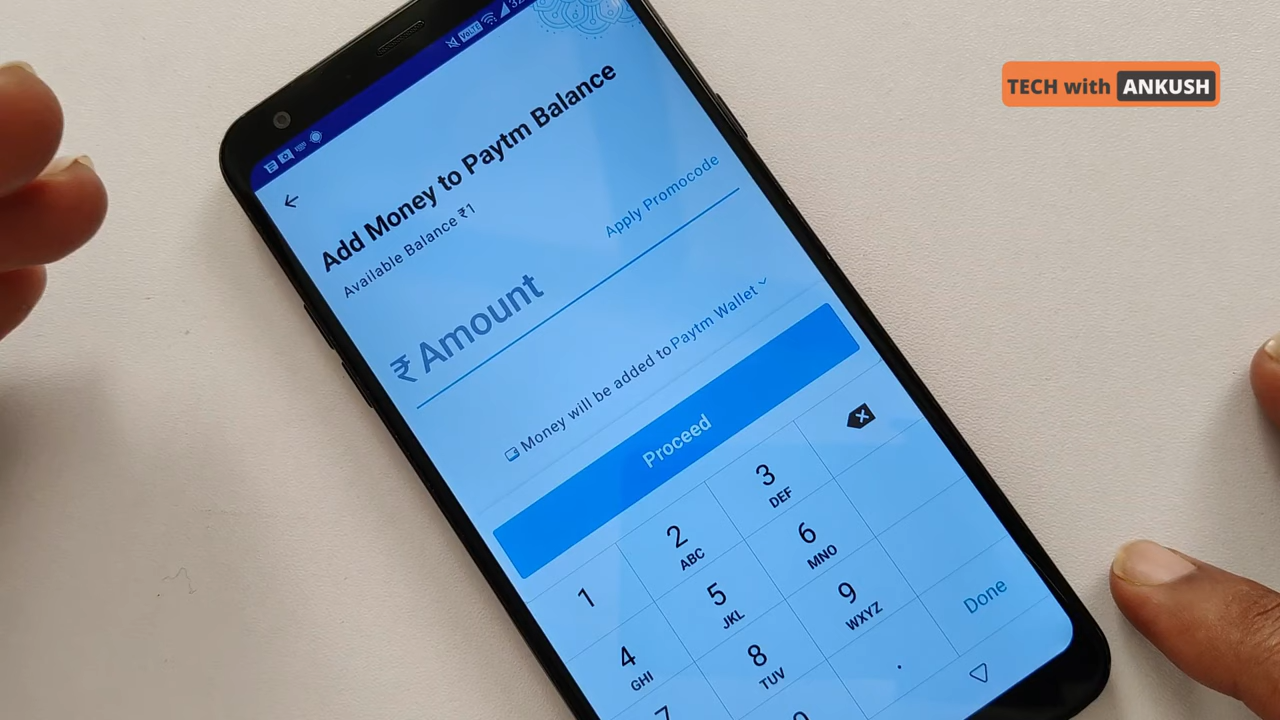 TECH with ANKUSH
VoLTE
Add Money to Paytm Balance
Available Balance ₹1
Apply Promocode
₹ Amount
Money will be added to Paytm Wallet
Proceed
1
2 ABC
3 DEF
4 GHI
5 JKL
6 MNO
7
8 TUV
9 WXYZ
0
.
Done